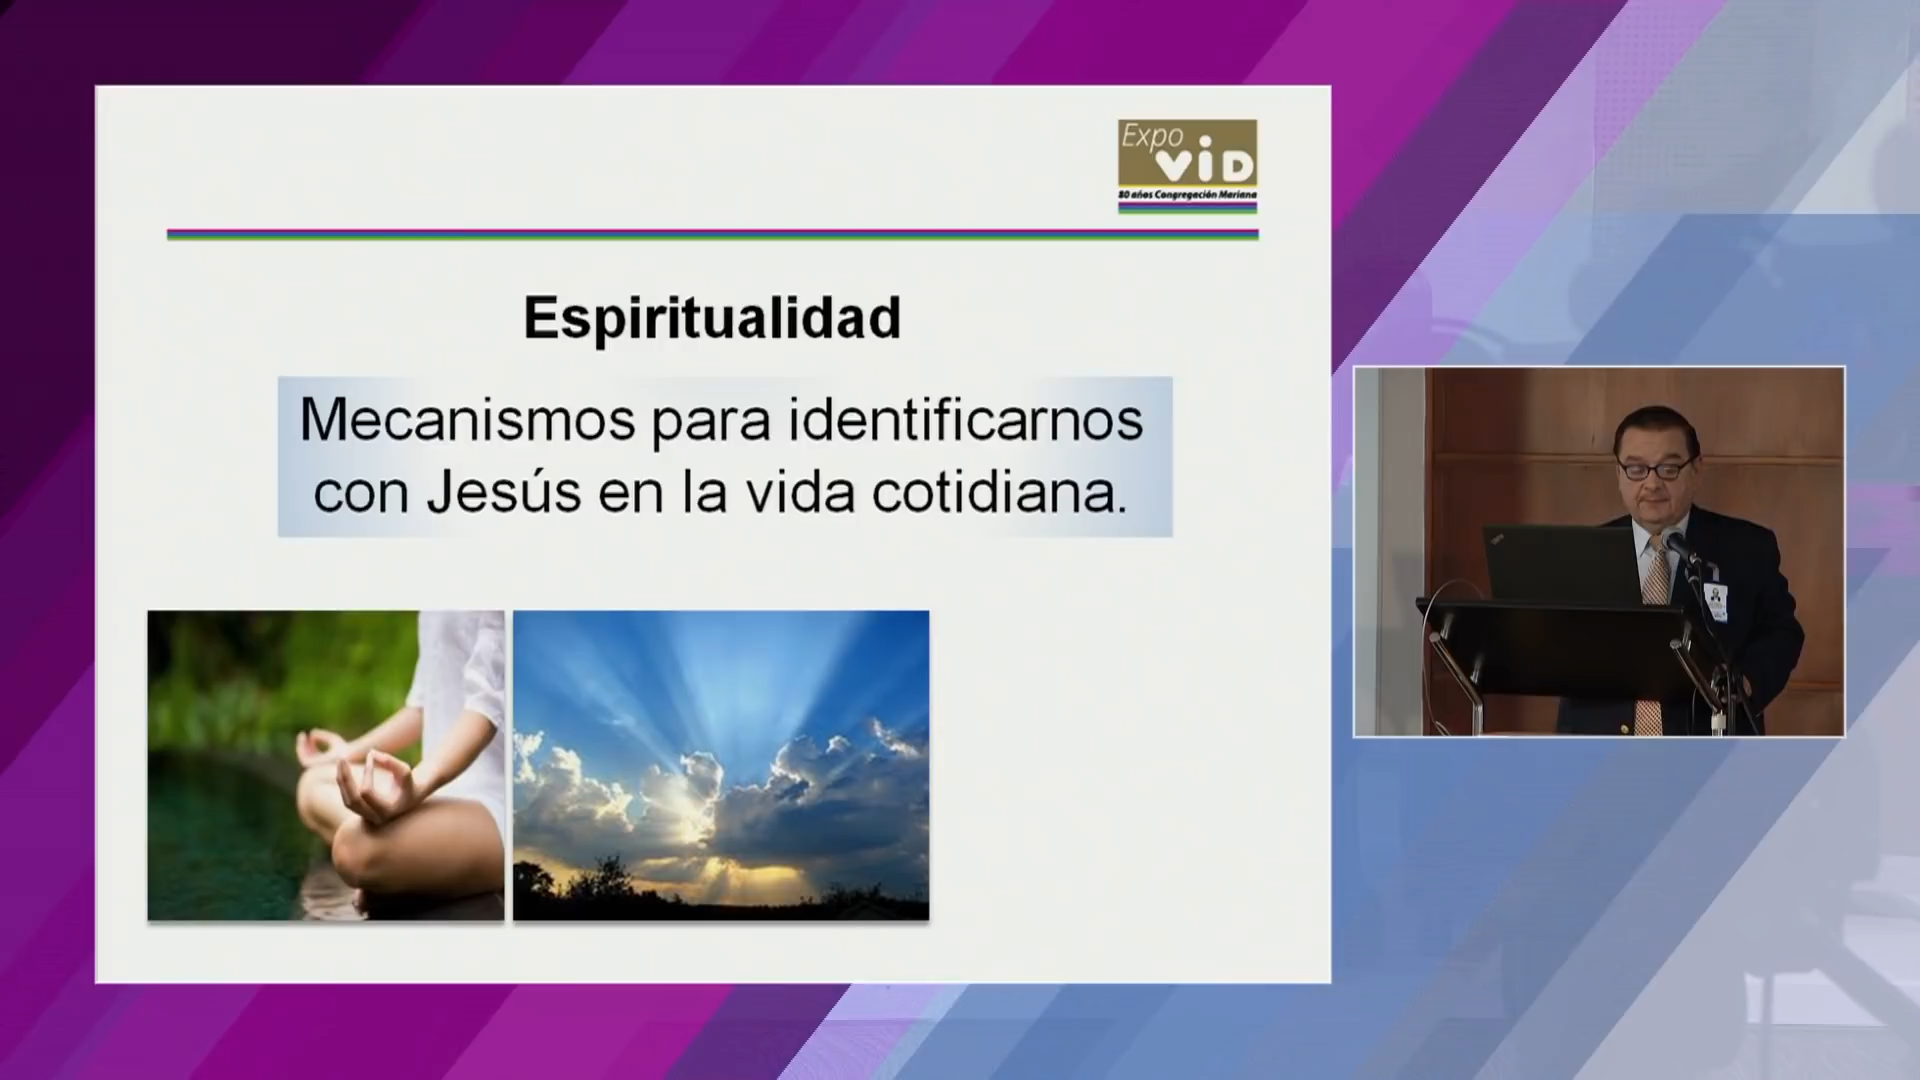 Expo
ViD
80 años Congregación Mariana
Espiritualidad
Mecanismos para identificarnos
con Jesús en la vida cotidiana.